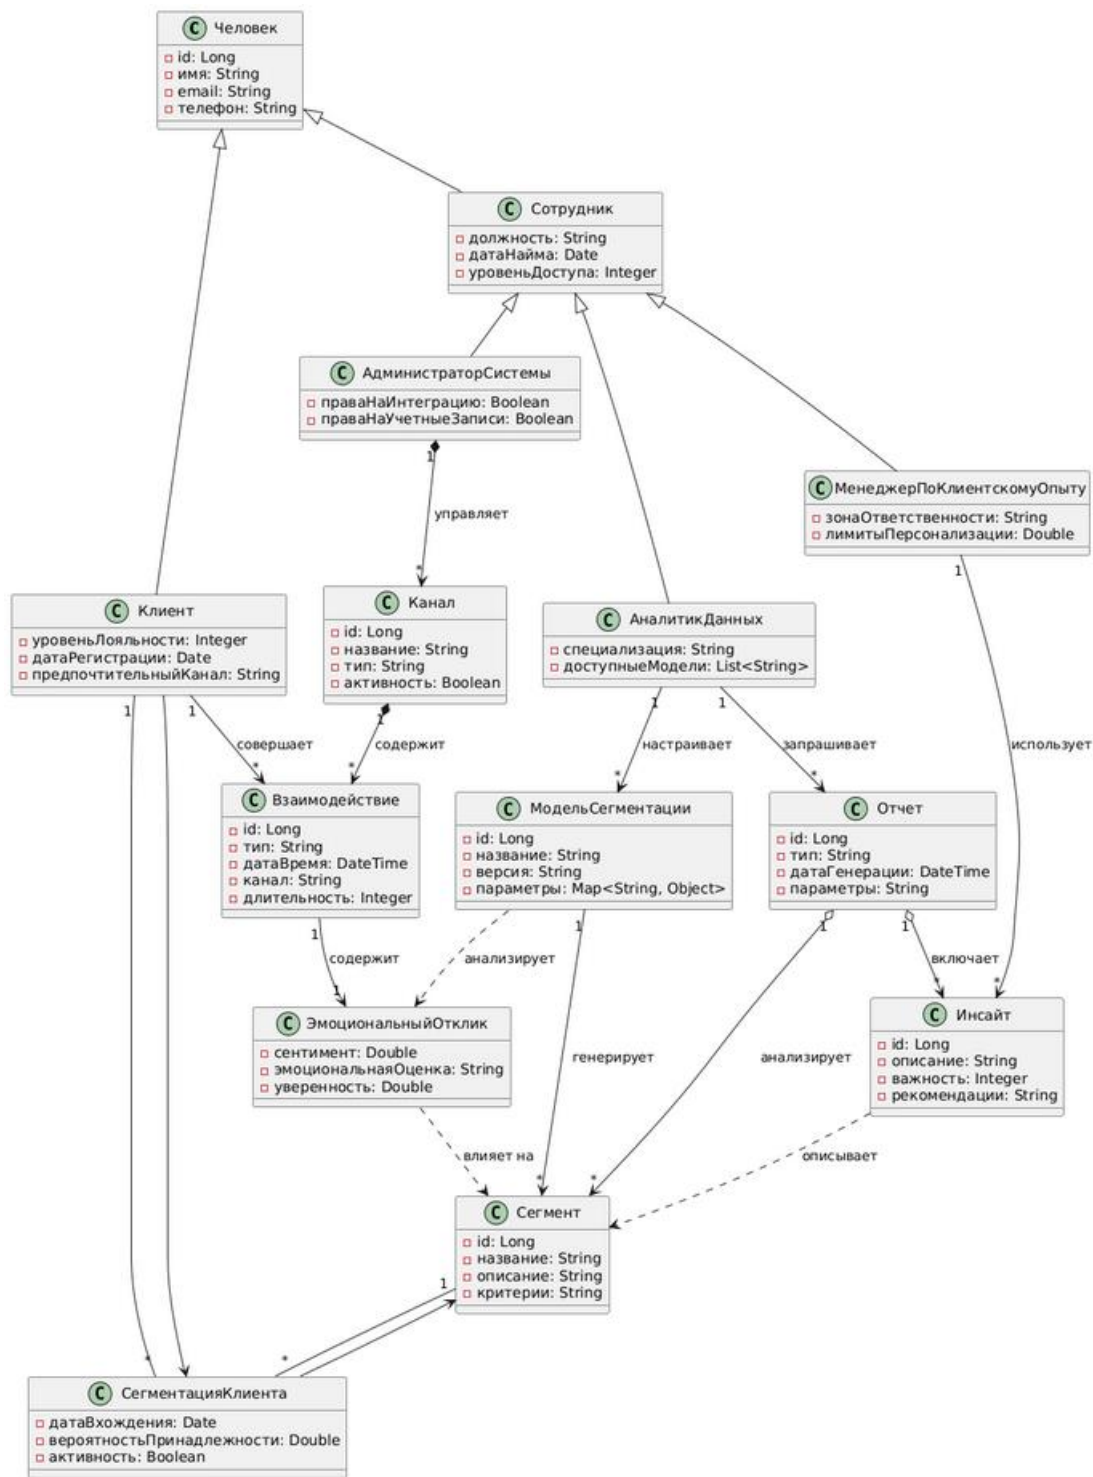 Человек
id: Long
имя: String
email: String
телефон: String
Сотрудник
должность: String
датаНайма: Date
уровеньДоступа: Integer
АдминистраторСистемы
праваНаИнтеграцию: Boolean
праваНаУчетныеЗаписи: Boolean
1
управляет
*
МенеджерПоКлиентскомуОпыту
зонаОтветственности: String
лимитыПерсонализации: Double
1
использует
*
Клиент
уровеньЛояльности: Integer
датаРегистрации: Date
предпочтительныйКанал: String
1
1
совершает
*
Канал
id: Long
название: String
тип: String
активность: Boolean
1
содержит
*
АналитикДанных
специализация: String
доступныеМодели: List<String>
1
настраивает
*
1
запрашивает
*
Взаимодействие
id: Long
тип: String
датаВремя: DateTime
канал: String
длительность: Integer
1
содержит
1
МодельСегментации
id: Long
название: String
версия: String
параметры: Map<String, Object>
анализирует
1
генерирует
*
Отчет
id: Long
тип: String
датаГенерации: DateTime
параметры: String
1
анализирует
*
1
включает
*
ЭмоциональныйОтклик
сентимент: Double
эмоциональнаяОценка: String
уверенность: Double
влияет на
Инсайт
id: Long
описание: String
важность: Integer
рекомендации: String
описывает
Сегмент
id: Long
название: String
описание: String
критерии: String
1
*
*
СегментацияКлиента
датаВхождения: Date
вероятностьПринадлежности: Double
активность: Boolean